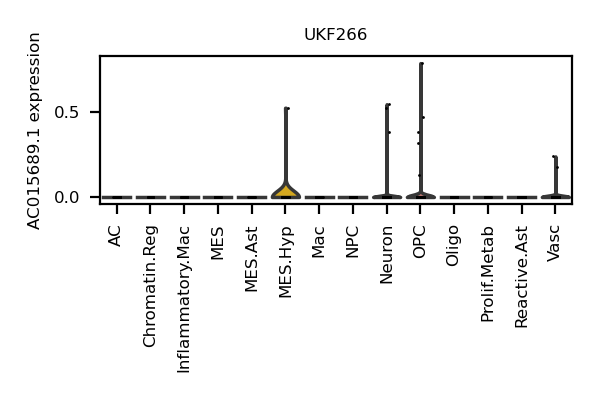 UKF266
AC015689.1 expression
0.5
0.0
AC
Chromatin.Reg
Inflammatory.Mac
MES
MES.Ast
MES.Hyp
Mac
NPC
Neuron
OPC
Oligo
Prolif.Metab
Reactive.Ast
Vasc